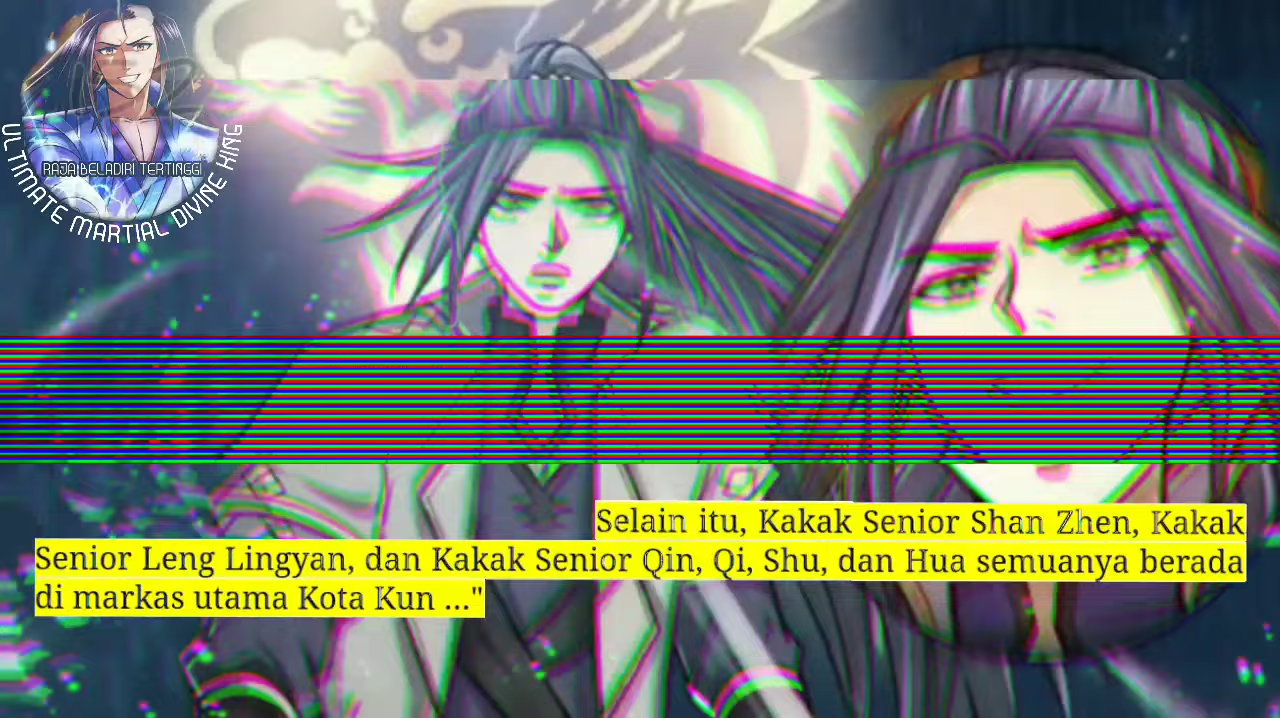 RAJA BELADIRI TERTINGGI
ULTIMATE MARTIAL DIVINE KING
Selain itu, Kakak Senior Shan Zhen, Kakak
Senior Leng Lingyan, dan Kakak Senior Qin, Qi, Shu, dan Hua semuanya berada
di markas utama Kota Kun ..."